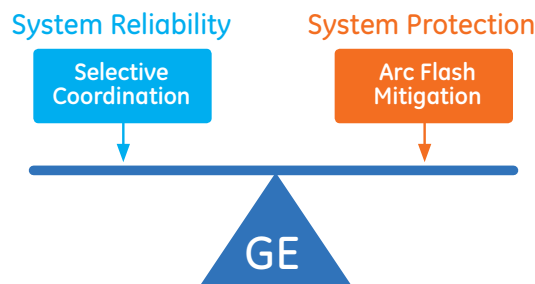 System Reliability
System Protection
Selective
Coordination
Arc Flash
Mitigation
GE